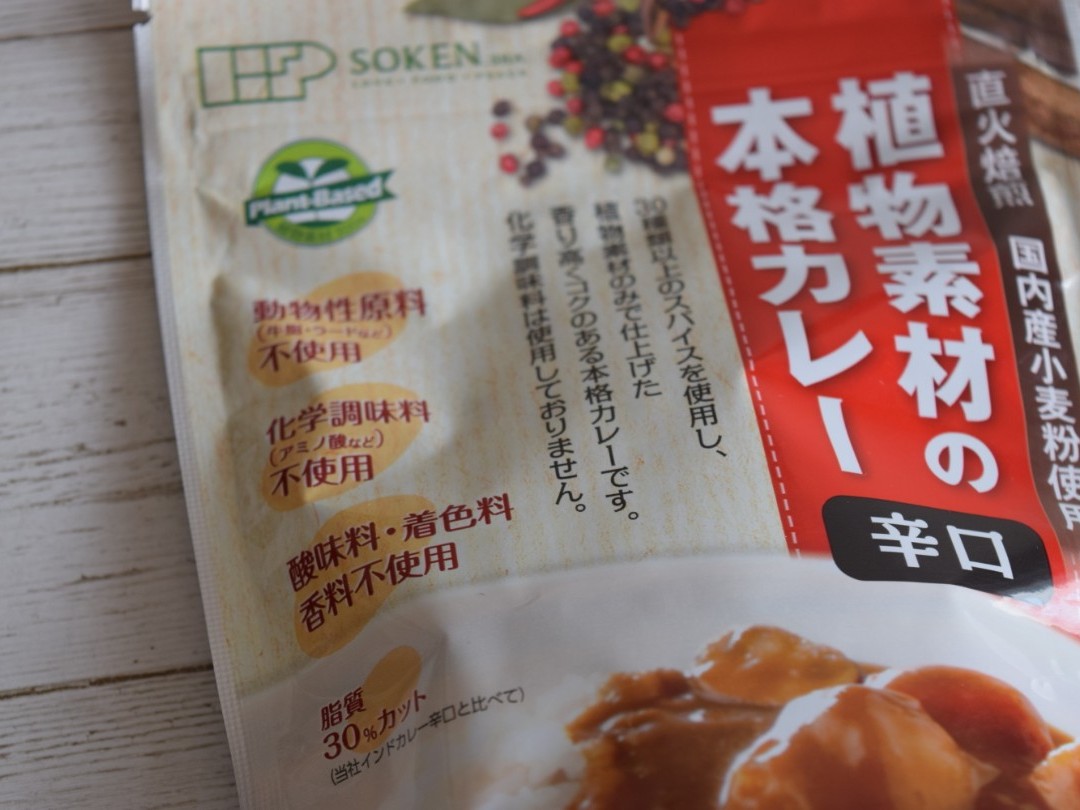 SOKEN
Plant-Based
直火焙煎 国内産小麦粉使用
植物素材の
本格カレー
辛口
30種類以上のスパイスを使用し、
植物素材のみで仕上げた
香り高くコクのある本格カレーです。
化学調味料は使用しておりません。
動物性原料
(牛脂・ラードなど)
不使用
化学調味料
(アミノ酸など)
不使用
酸味料・着色料
香料不使用
脂質
30%カット
(当社インドカレー辛口と比べて)